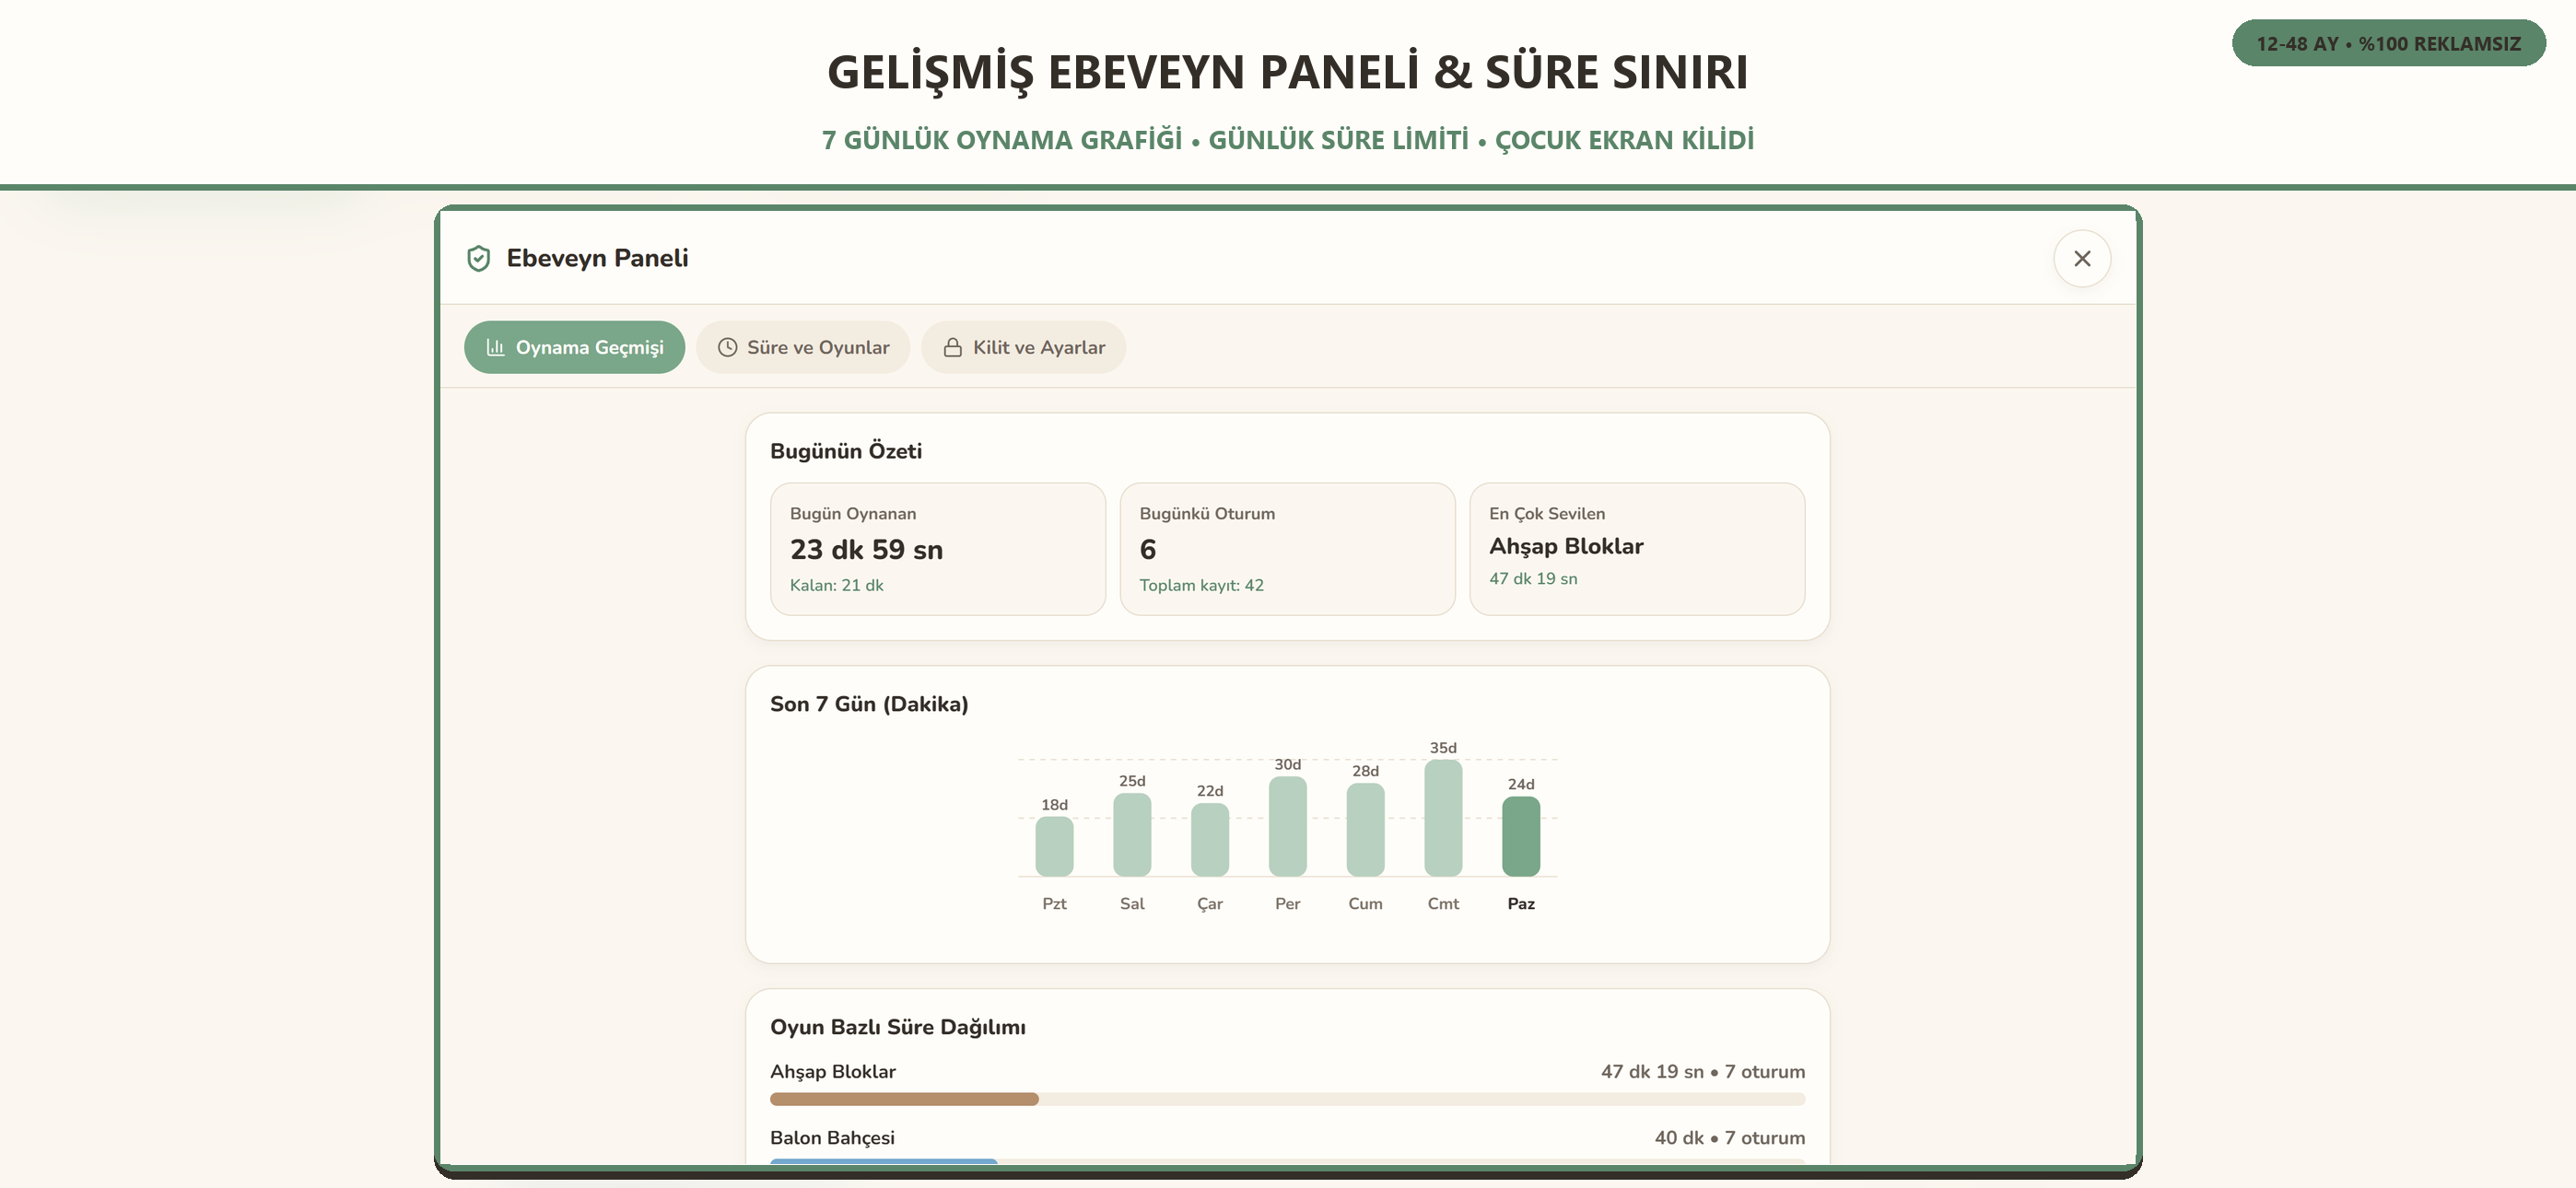 12-48 AY • %100 REKLAMSIZ
GELİŞMİŞ EBEVEYN PANELİ & SÜRE SINIRI
7 GÜNLÜK OYNAMA GRAFİĞİ • GÜNLÜK SÜRE LİMİTİ • ÇOCUK EKRAN KİLİDİ
Ebeveyn Paneli
Oynama Geçmişi Süre ve Oyunlar Kilit ve Ayarlar
Bugünün Özeti
Bugün Oynanan
23 dk 59 sn
Kalan: 21 dk
Bugünkü Oturum
6
Toplam kayıt: 42
En Çok Sevilen
Ahşap Bloklar
47 dk 19 sn
Son 7 Gün (Dakika)
18d 25d 22d 30d 28d 35d 24d
Pzt Sal Çar Per Cum Cmt Paz
Oyun Bazlı Süre Dağılımı
Ahşap Bloklar 47 dk 19 sn • 7 oturum
Balon Bahçesi 40 dk • 7 oturum